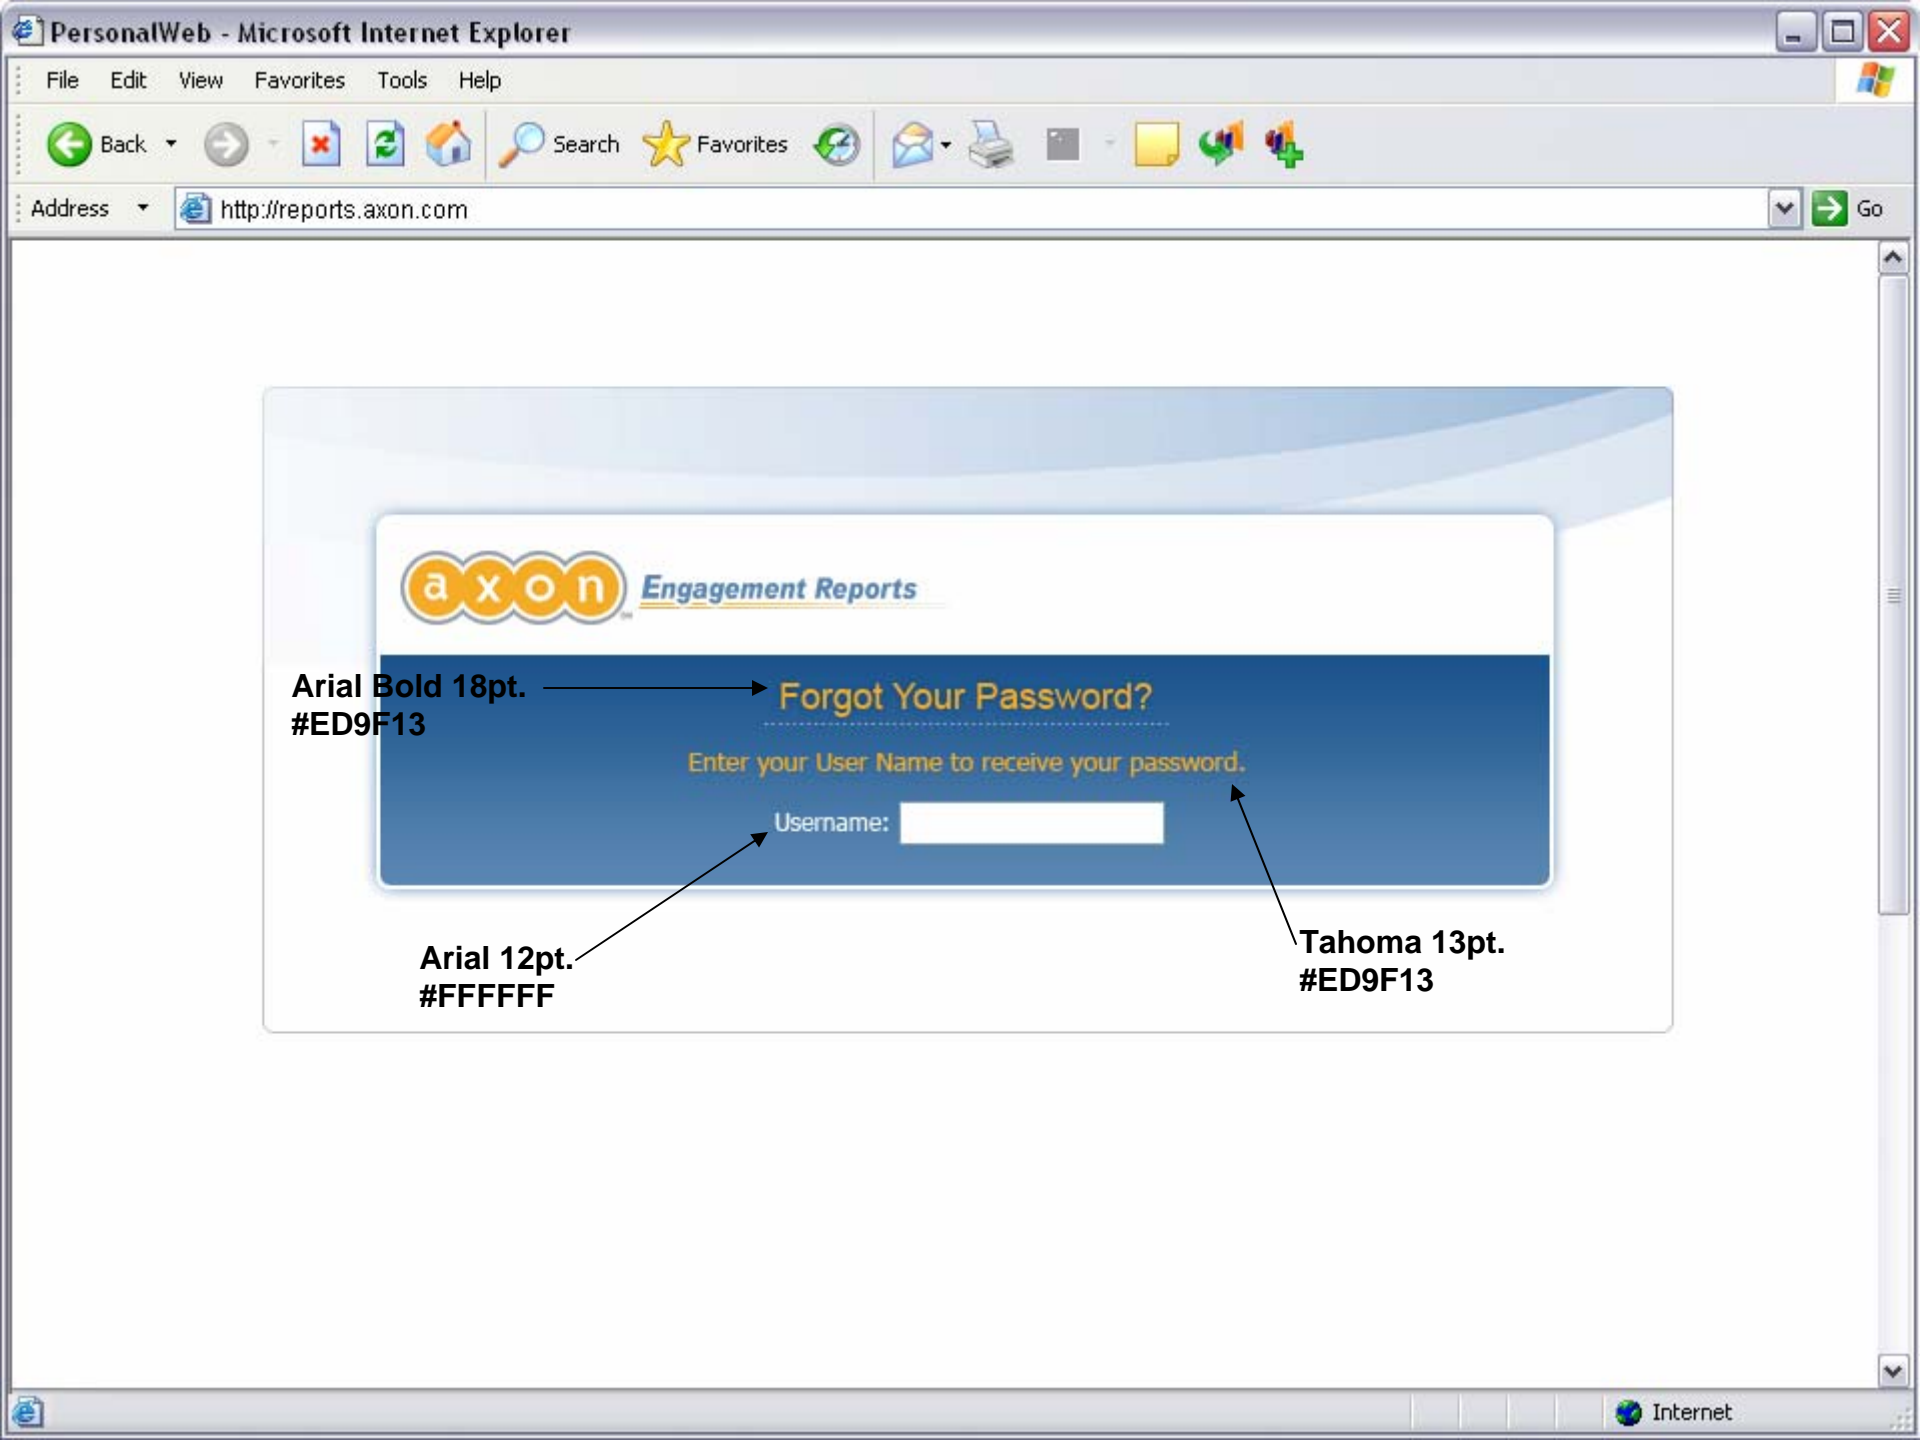 PersonalWeb - Microsoft Internet Explorer
File Edit View Favorites Tools Help
Back Search Favorites
Address http://reports.axon.com Go
axon Engagement Reports
Arial Bold 18pt.
#ED9F13
Forgot Your Password?
Enter your User Name to receive your password.
Username:
Arial 12pt.
#FFFFFF
Tahoma 13pt.
#ED9F13
Internet